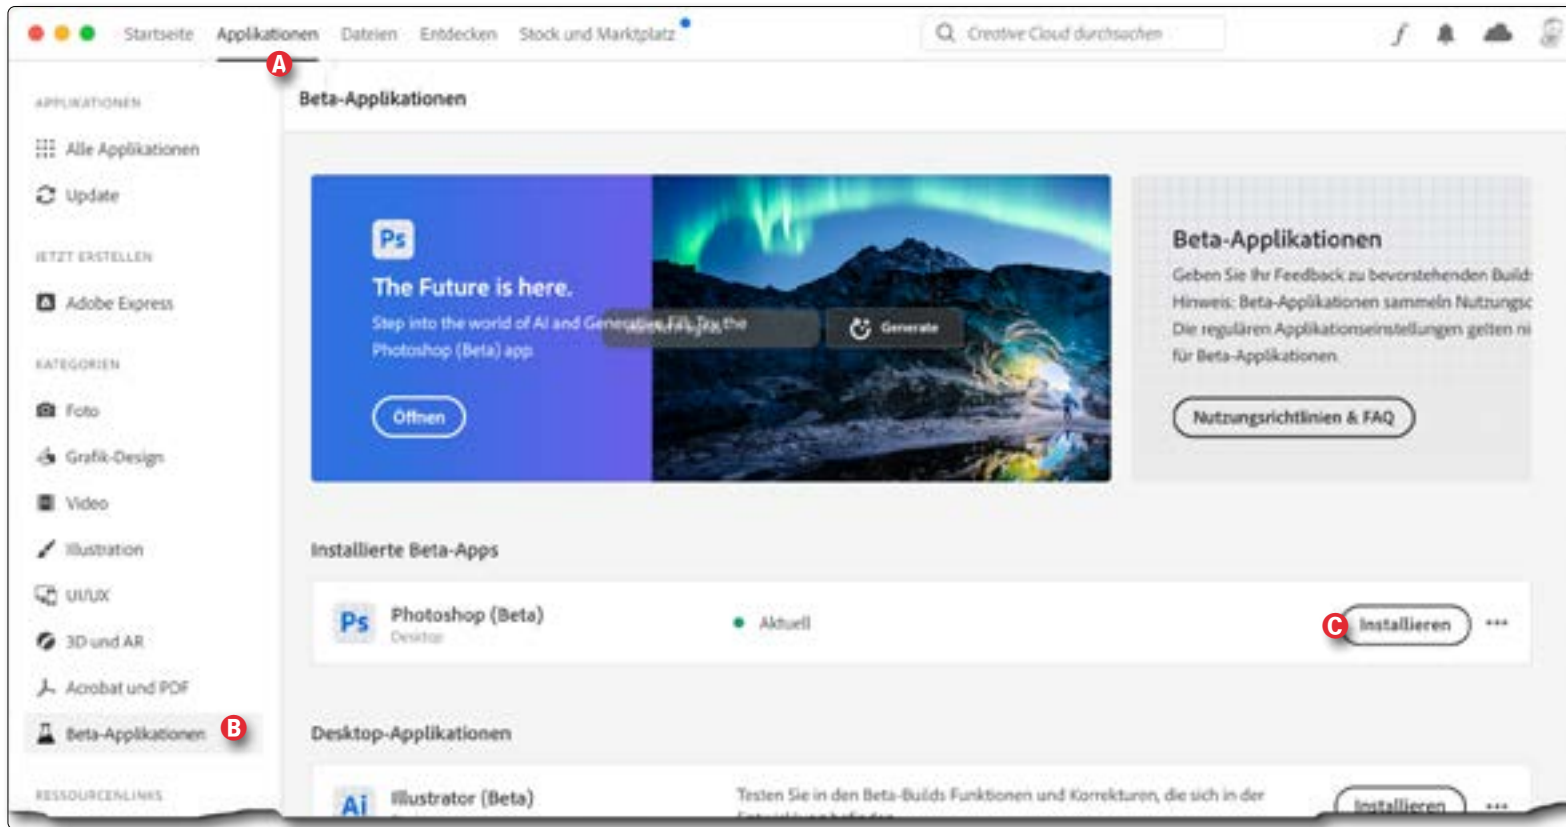 Startseite Applikationen Dateien Entdecken Stock und Marktplatz Creative Cloud durchsuchen
A
APPLIKATIONEN
Alle Applikationen
Update
JETZT ERSTELLEN
Adobe Express
KATEGORIEN
Foto
Grafik-Design
Video
Illustration
UI/UX
3D und AR
Acrobat und PDF
Beta-Applikationen B
RESSOURCENLINKS
Beta-Applikationen
Ps
The Future is here.
Step into the world of AI and Generative Fill. Try the
Photoshop (Beta) app.
Öffnen
Generate
Beta-Applikationen
Geben Sie Ihr Feedback zu bevorstehenden Build
Hinweis: Beta-Applikationen sammeln Nutzungsd
Die regulären Applikationseinstellungen gelten ni
für Beta-Applikationen.
Nutzungsrichtlinien & FAQ
Installierte Beta-Apps
Ps Photoshop (Beta) Aktuell C Installieren
Desktop
Desktop-Applikationen
Ai Illustrator (Beta) Testen Sie in den Beta-Builds Funktionen und Korrekturen, die sich in der Installieren
Entwicklung befinden.